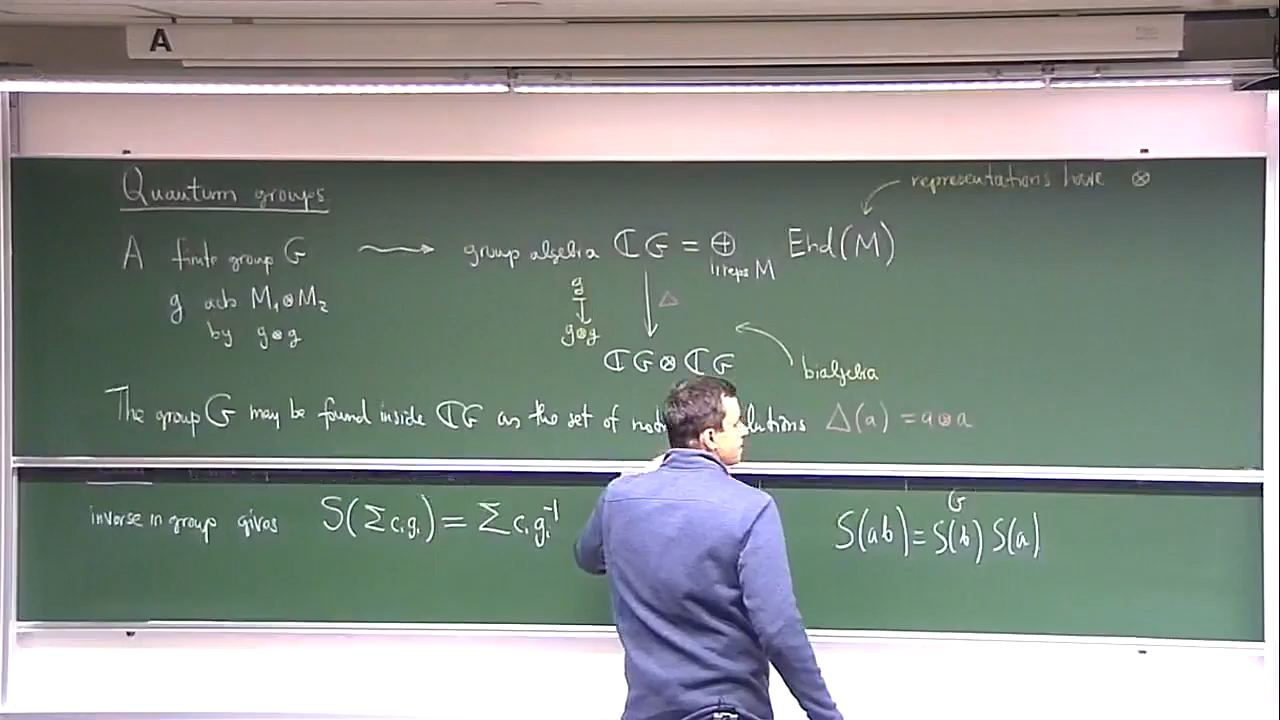 A
Quantum groups
representations have ⊗
A finite group G ⟿ group algebra ℂG = ⊕ End(M)
irreps M
g acts M₁⊗M₂
by g⊗g
g
↦
g⊗g
Δ
ℂG⊗ℂG
bialgebra
The group G may be found inside ℂG as the set of Δ(a) = a⊗a
G
inverse in group gives S(Σcᵢgᵢ) = Σcᵢgᵢ⁻¹ S(ab) = S(b) S(a)